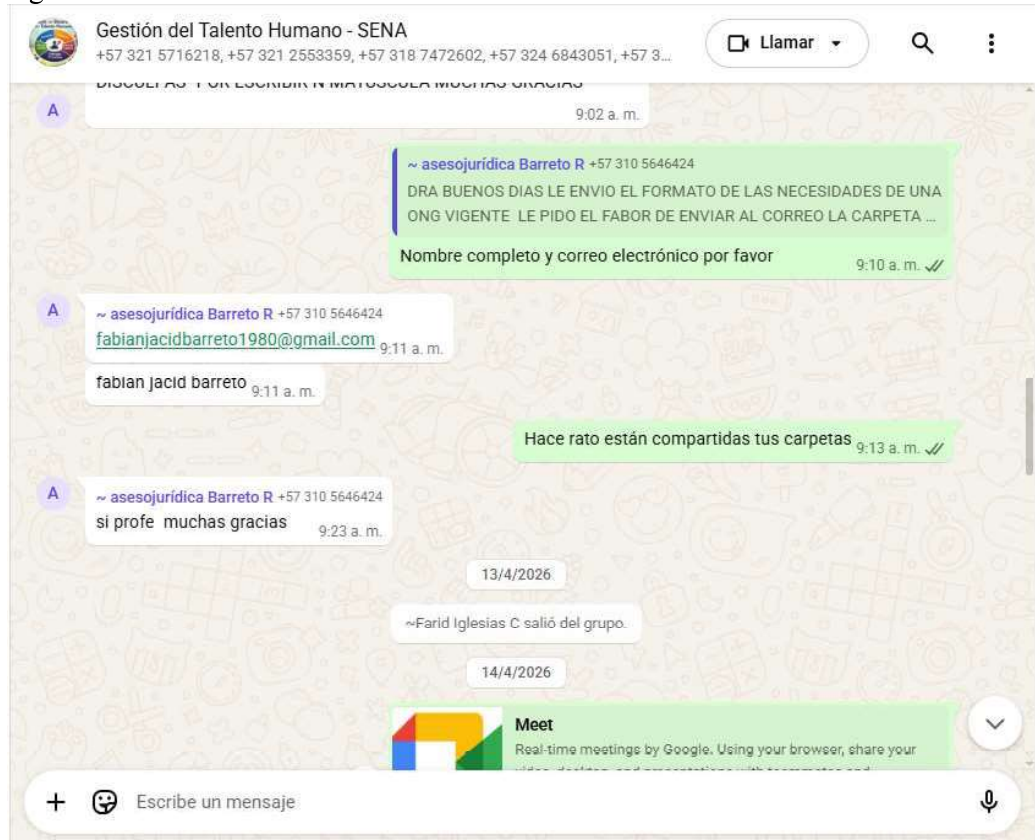 Gestión del Talento Humano - SENA
+57 321 5716218, +57 321 2553359, +57 318 7472602, +57 324 6843051, +57 3...
Llamar
A
DISCULPAS POR ESCRIBIR N MAYUSCULA MUCHAS GRACIAS
9:02 a. m.
~ asesojurídica Barreto R +57 310 5646424
DRA BUENOS DIAS LE ENVIO EL FORMATO DE LAS NECESIDADES DE UNA
ONG VIGENTE LE PIDO EL FABOR DE ENVIAR AL CORREO LA CARPETA ...
Nombre completo y correo electrónico por favor
9:10 a. m.
A
~ asesojurídica Barreto R +57 310 5646424
fabianjacidbarreto1980@gmail.com 9:11 a. m.
fabian jacid barreto 9:11 a. m.
Hace rato están compartidas tus carpetas 9:13 a. m.
A
~ asesojurídica Barreto R +57 310 5646424
si profe muchas gracias 9:23 a. m.
13/4/2026
~Farid Iglesias C salió del grupo.
14/4/2026
Meet
Real-time meetings by Google. Using your browser, share your
Escribe un mensaje